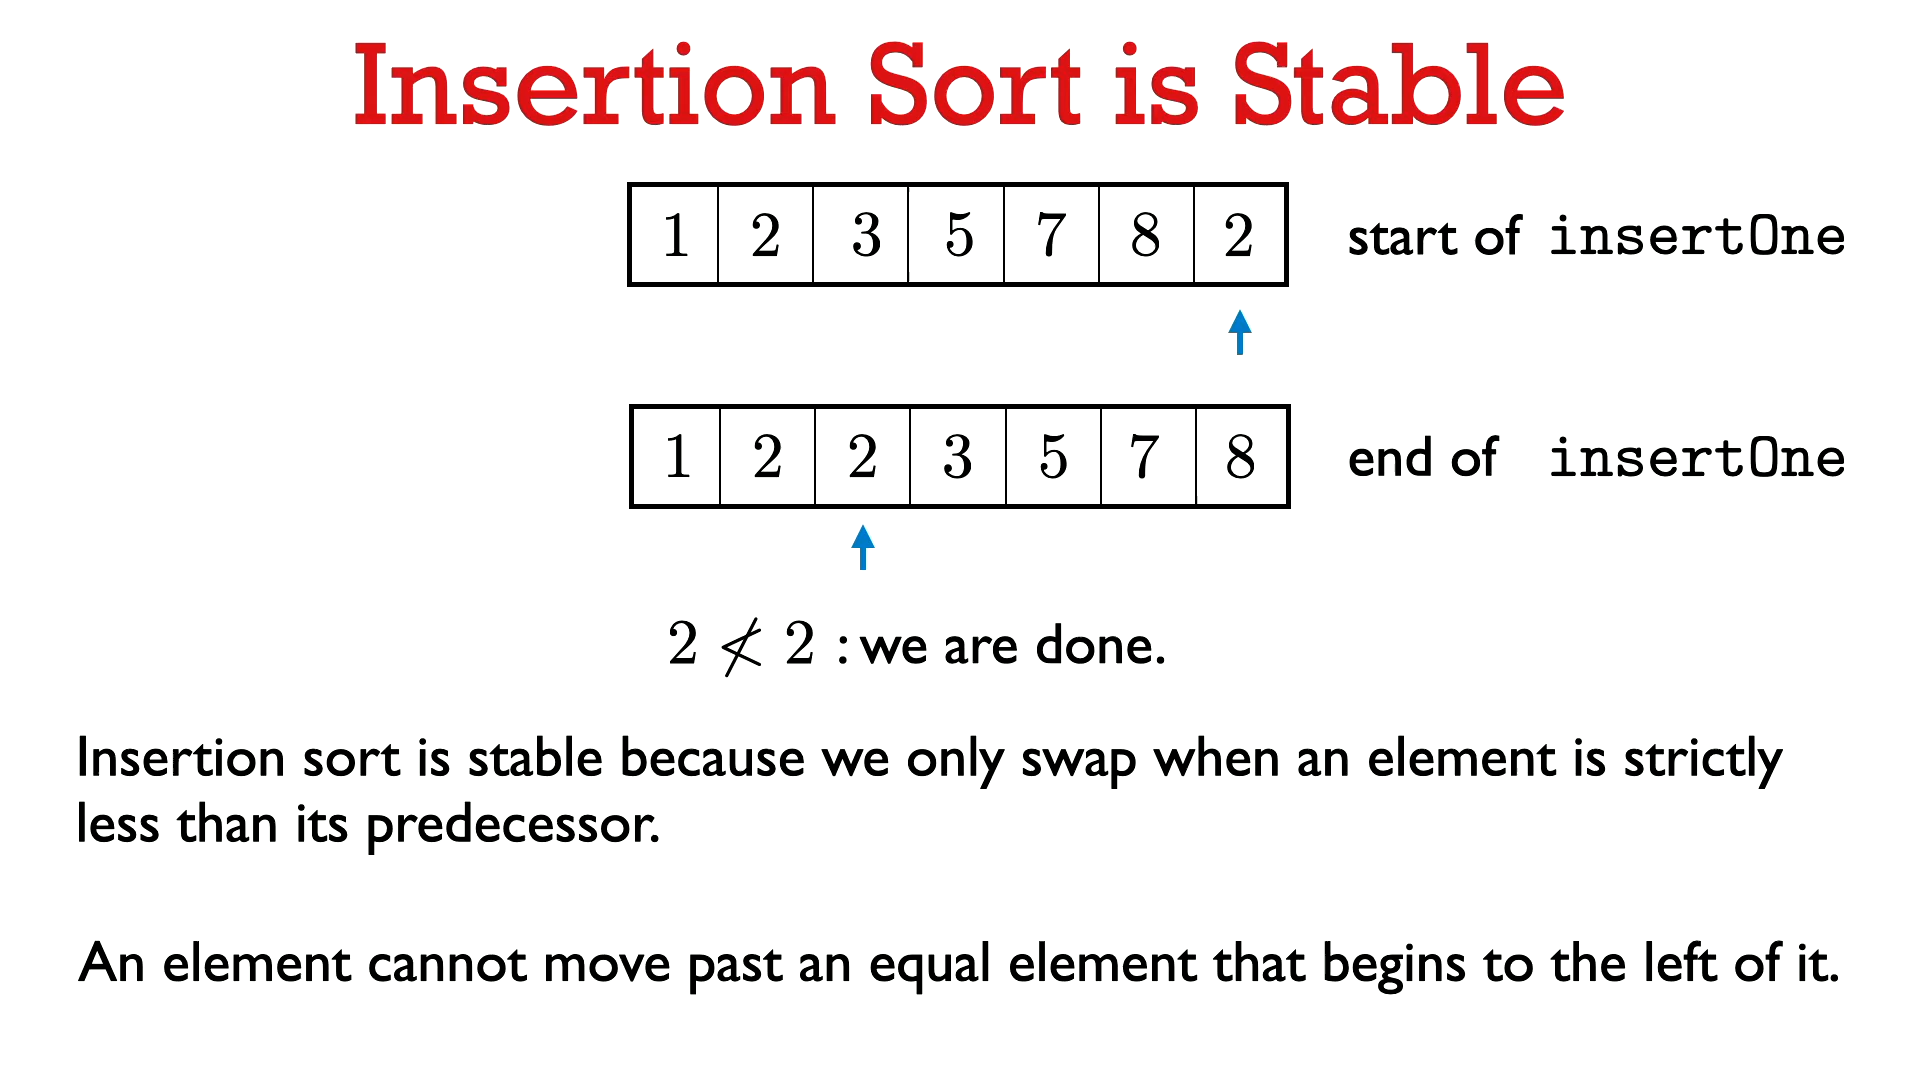 Insertion Sort is Stable
1 2 3 5 7 8 2 start of insertOne
1 2 2 3 5 7 8 end of insertOne
2 ≮ 2 : we are done.
Insertion sort is stable because we only swap when an element is strictly
less than its predecessor.
An element cannot move past an equal element that begins to the left of it.